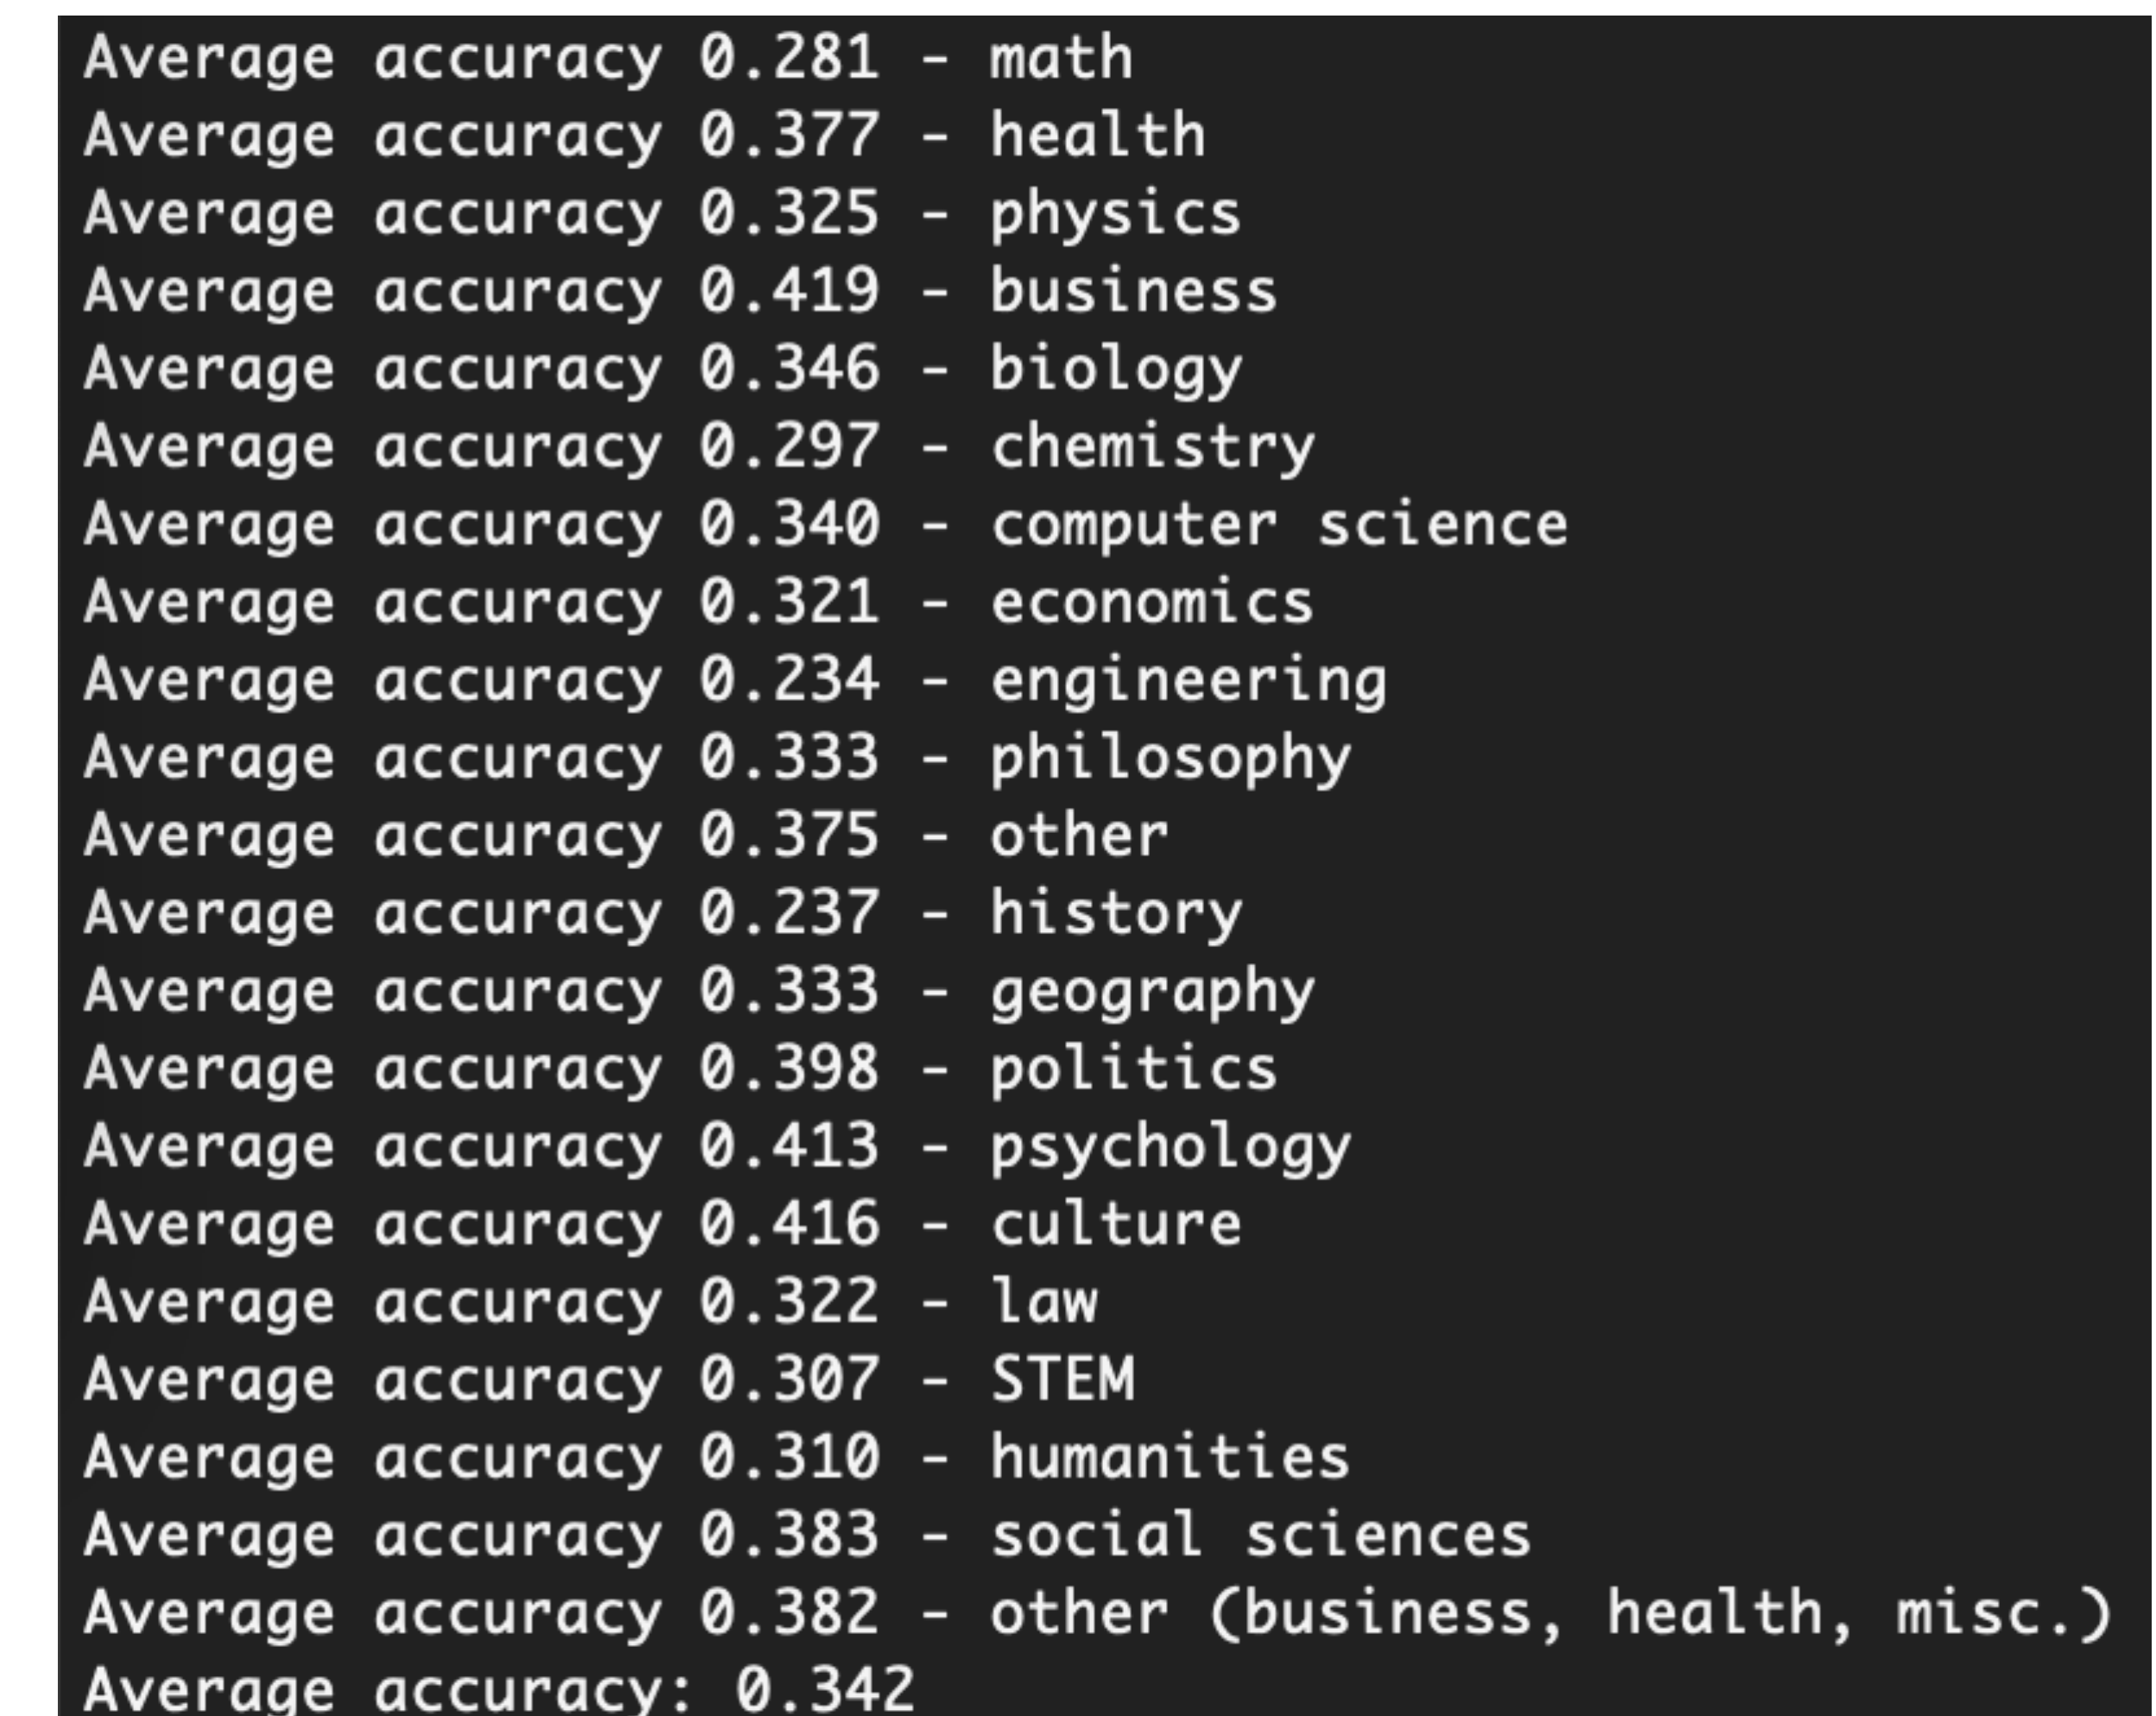 Average accuracy 0.281 - math
Average accuracy 0.377 - health
Average accuracy 0.325 - physics
Average accuracy 0.419 - business
Average accuracy 0.346 - biology
Average accuracy 0.297 - chemistry
Average accuracy 0.340 - computer science
Average accuracy 0.321 - economics
Average accuracy 0.234 - engineering
Average accuracy 0.333 - philosophy
Average accuracy 0.375 - other
Average accuracy 0.237 - history
Average accuracy 0.333 - geography
Average accuracy 0.398 - politics
Average accuracy 0.413 - psychology
Average accuracy 0.416 - culture
Average accuracy 0.322 - law
Average accuracy 0.307 - STEM
Average accuracy 0.310 - humanities
Average accuracy 0.383 - social sciences
Average accuracy 0.382 - other (business, health, misc.)
Average accuracy: 0.342